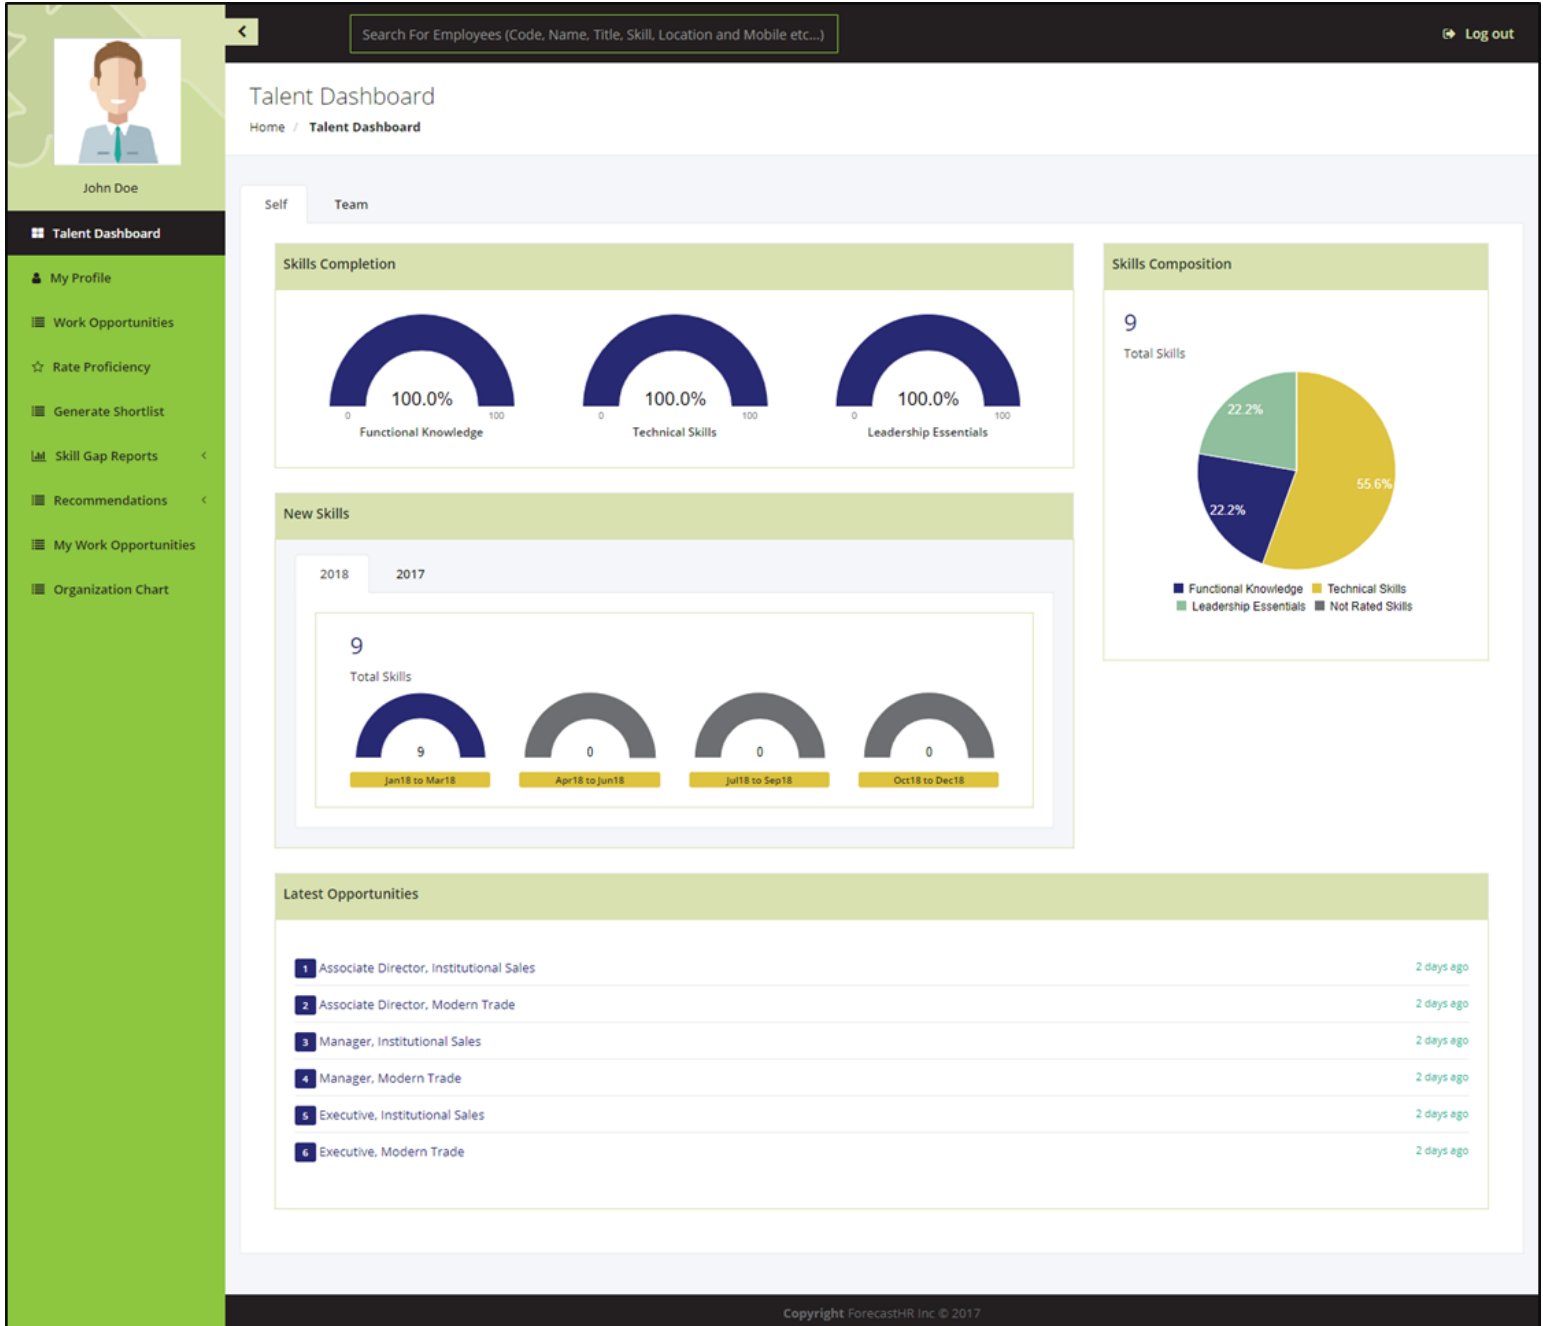 Search For Employees (Code, Name, Title, Skill, Location and Mobile etc...)
Log out
John Doe
Talent Dashboard
My Profile
Work Opportunities
Rate Proficiency
Generate Shortlist
Skill Gap Reports
Recommendations
My Work Opportunities
Organization Chart
Talent Dashboard
Home / Talent Dashboard
Self Team
Skills Completion
100.0%
0 100
Functional Knowledge
100.0%
0 100
Technical Skills
100.0%
0 100
Leadership Essentials
Skills Composition
9
Total Skills
22.2%
55.6%
22.2%
Functional Knowledge Technical Skills
Leadership Essentials Not Rated Skills
New Skills
2018 2017
9
Total Skills
9 0 0 0
Jan18 to Mar18 Apr18 to Jun18 Jul18 to Sep18 Oct18 to Dec18
Latest Opportunities
1 Associate Director, Institutional Sales 2 days ago
2 Associate Director, Modern Trade 2 days ago
3 Manager, Institutional Sales 2 days ago
4 Manager, Modern Trade 2 days ago
5 Executive, Institutional Sales 2 days ago
6 Executive, Modern Trade 2 days ago
Copyright ForecastHR Inc © 2017